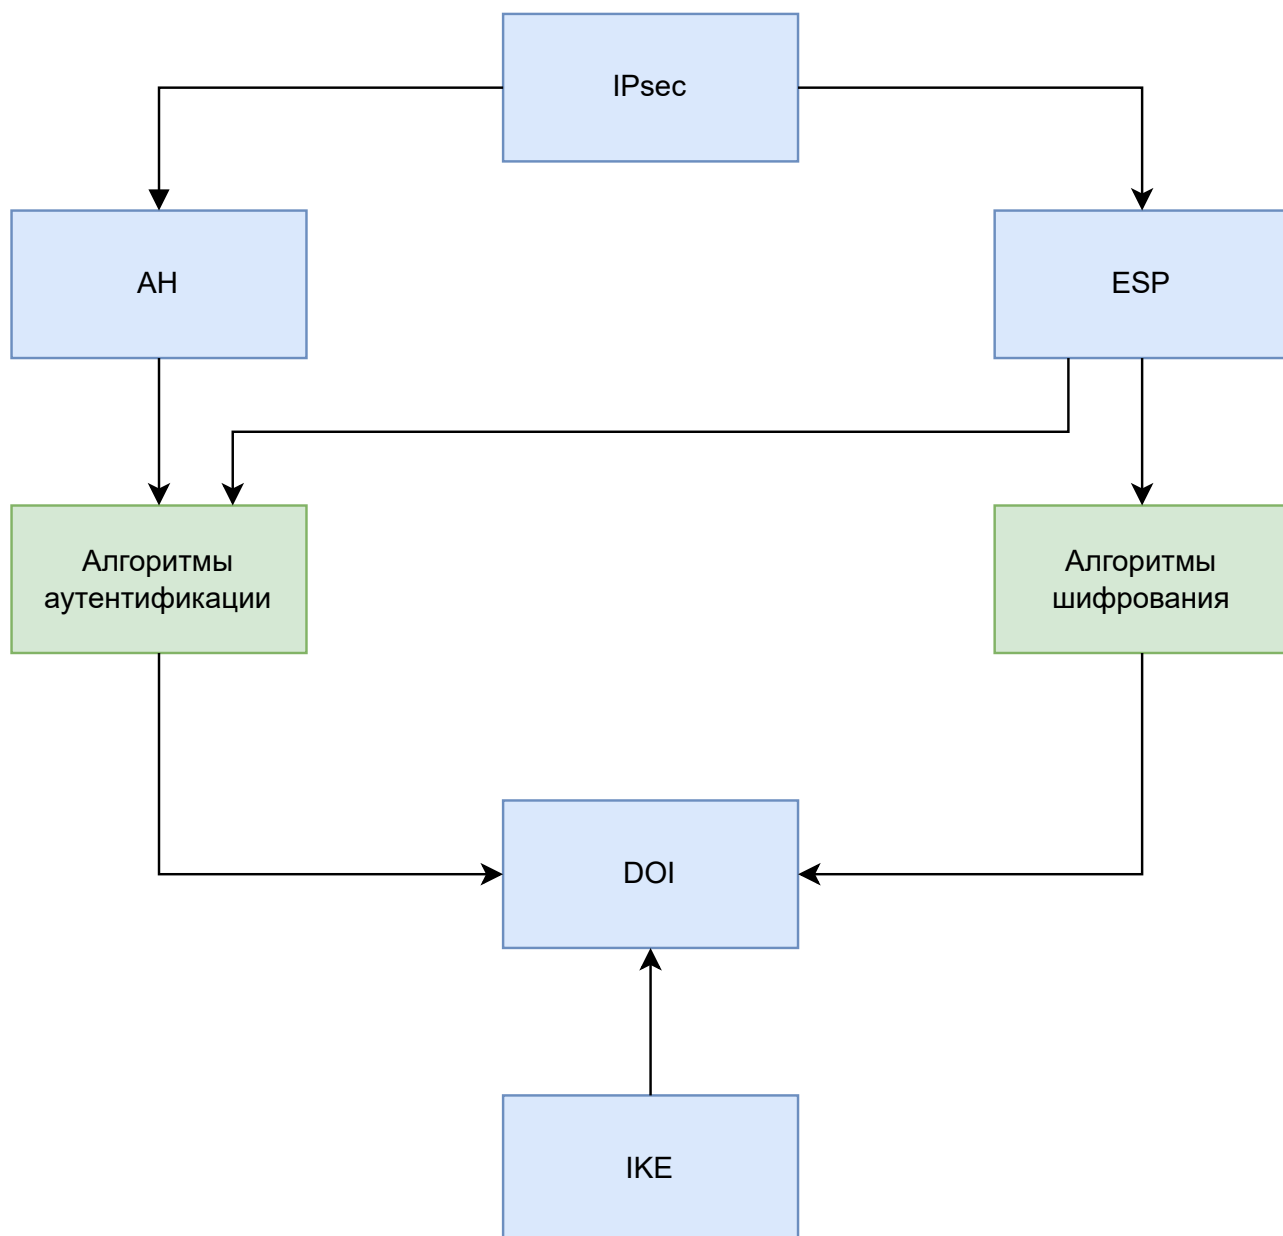 IPsec
AH
ESP
Алгоритмы
аутентификации
Алгоритмы
шифрования
DOI
IKE